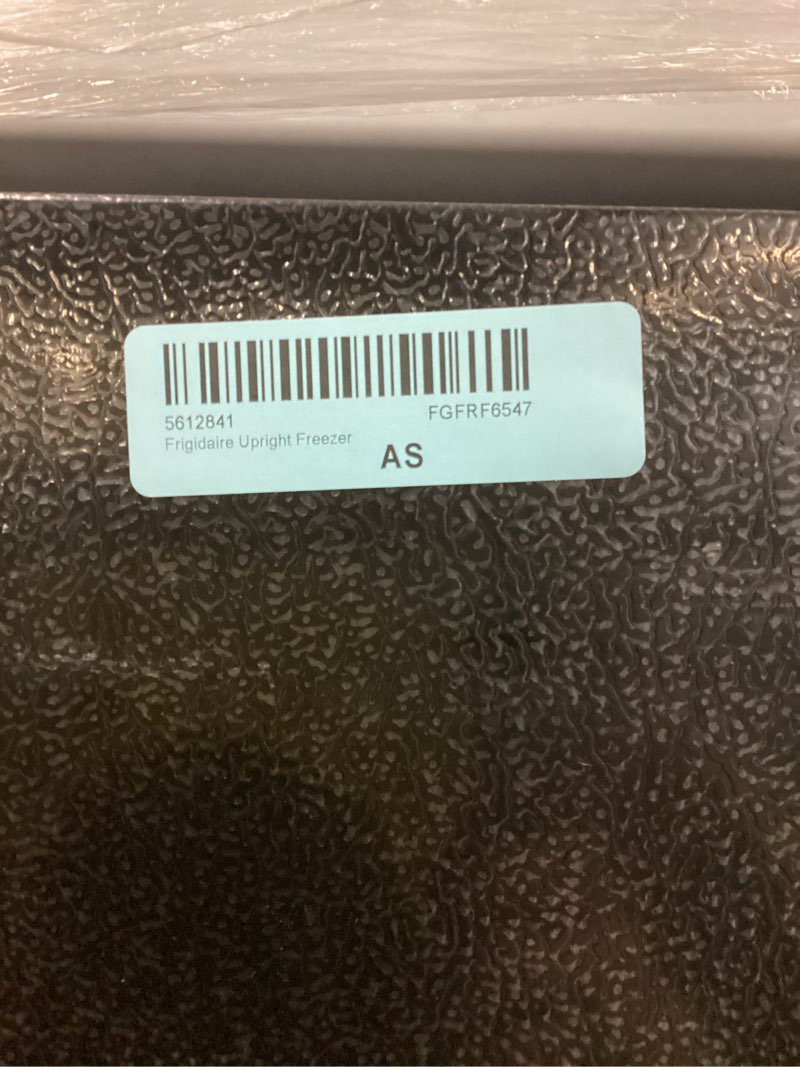 5612841 FGFRF6547
Frigidaire Upright Freezer
AS